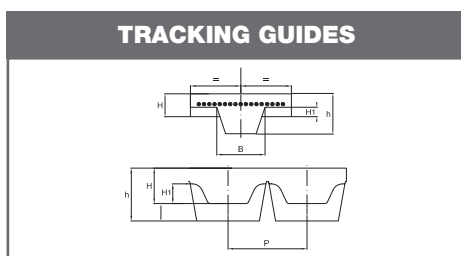 TRACKING GUIDES
= =
H H1 h
B
h H H1
P